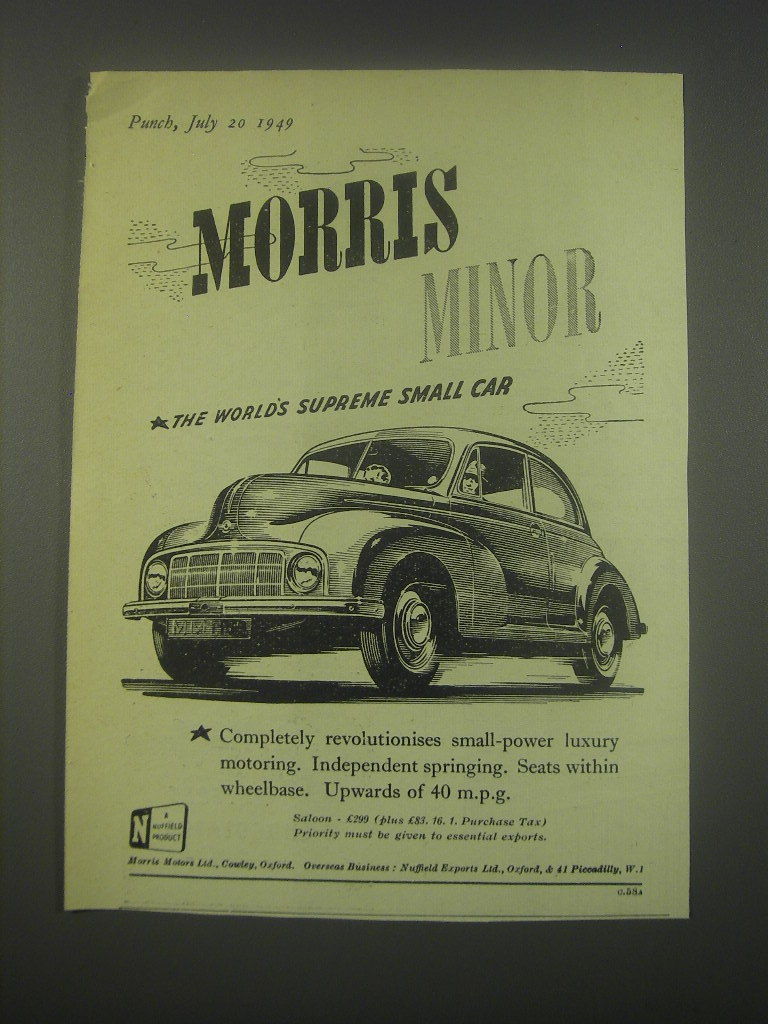 Punch, July 20 1949
MORRIS
MINOR
THE WORLD'S SUPREME SMALL CAR
Completely revolutionises small-power luxury
motoring. Independent springing. Seats within
wheelbase. Upwards of 40 m.p.g.
Saloon - £299 (plus £83. 16. 1. Purchase Tax)
Priority must be given to essential exports.
N
A
NUFFIELD
PRODUCT
Morris Motors Ltd., Cowley, Oxford. Overseas Business : Nuffield Exports Ltd., Oxford, & 41 Piccadilly, W.1
C.58A